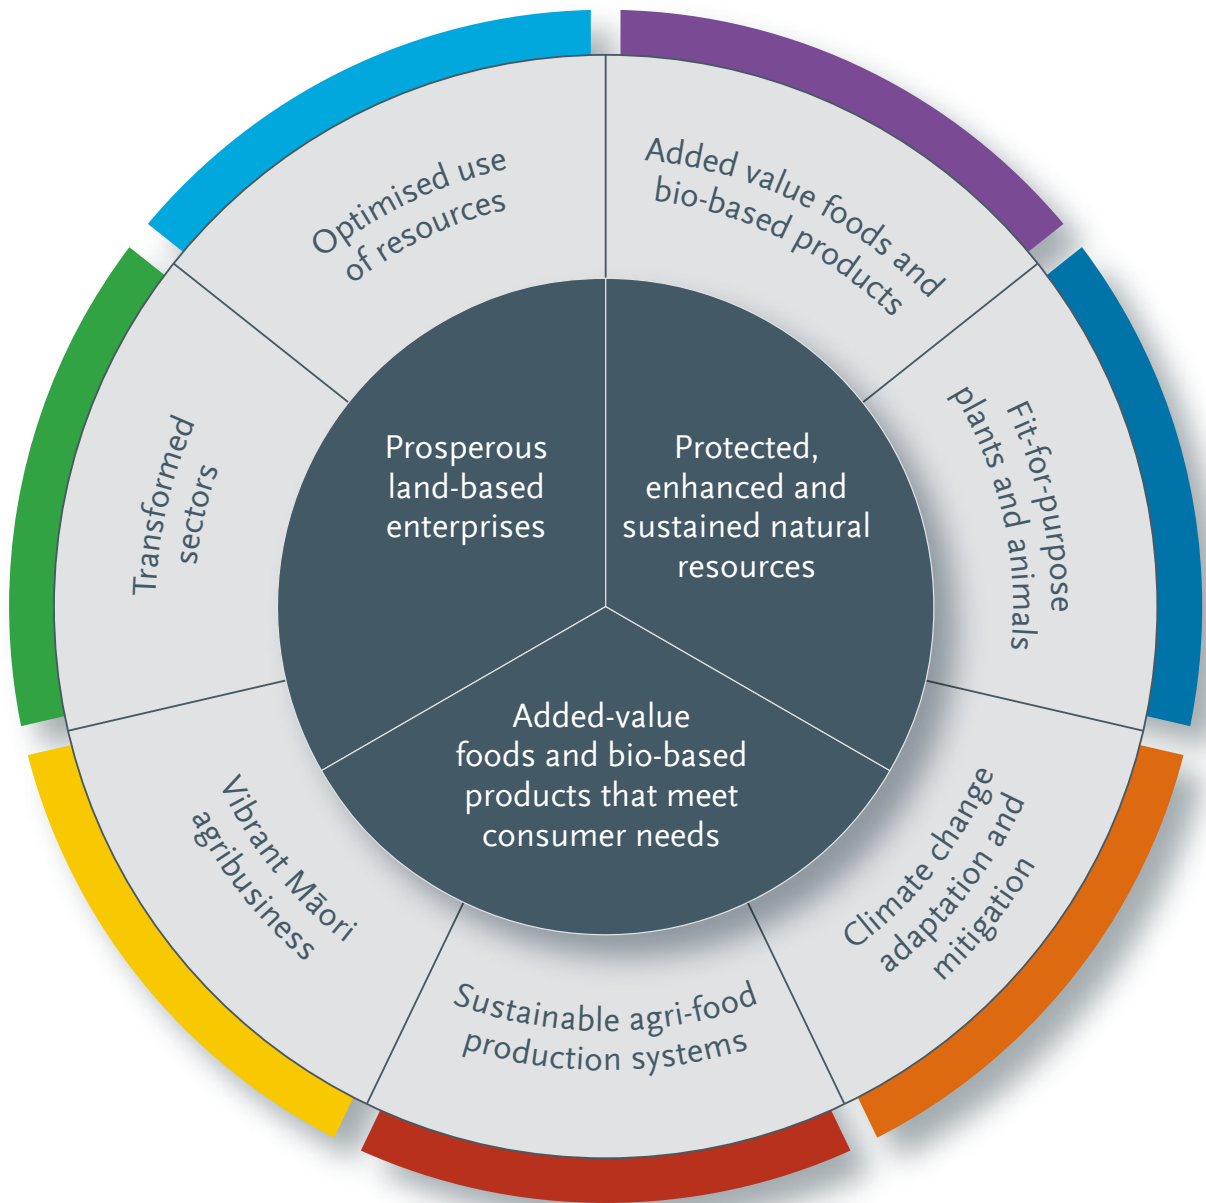 Optimised use
of resources
Added value foods and
bio-based products
Fit-for-purpose
plants and animals
Climate change
adaptation and
mitigation
Sustainable agri-food
production systems
Vibrant Māori
agribusiness
Transformed
sectors
Prosperous
land-based
enterprises
Protected,
enhanced and
sustained natural
resources
Added-value
foods and bio-based
products that meet
consumer needs